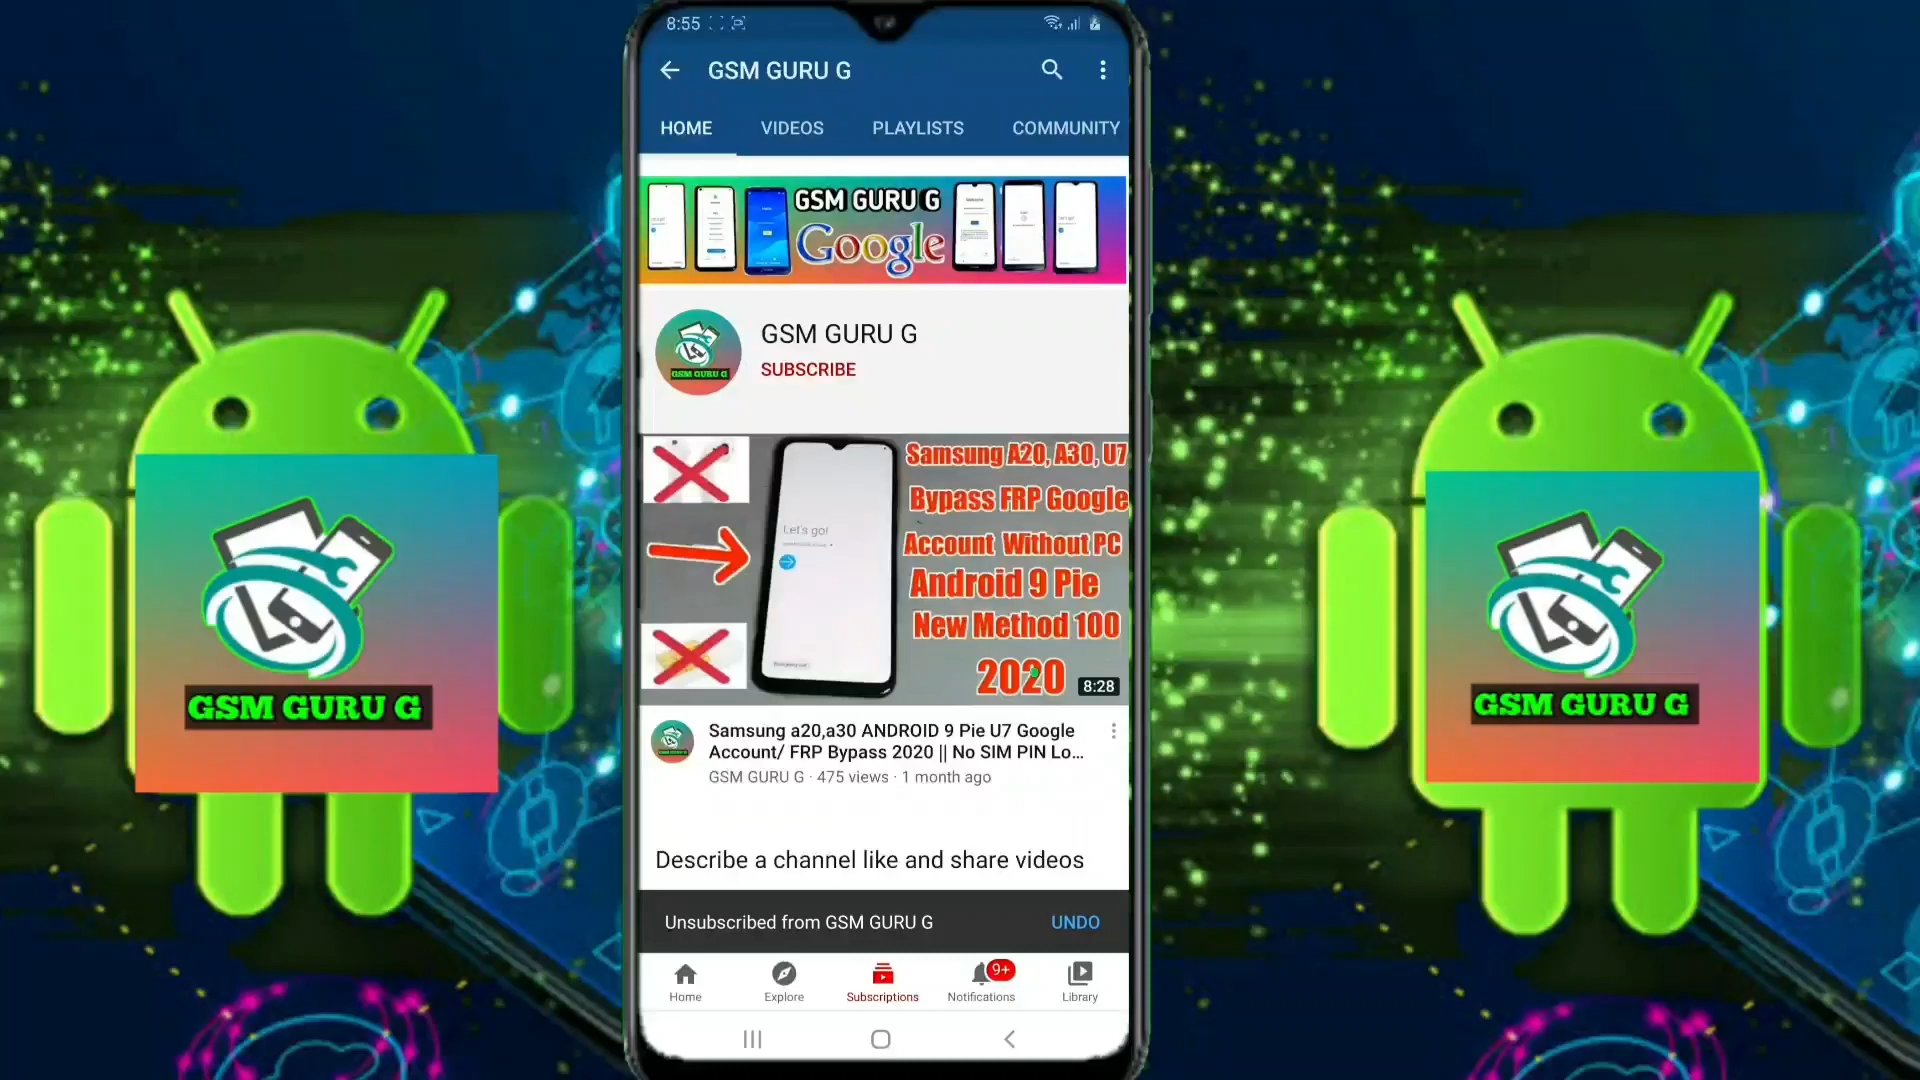 8:55
GSM GURU G
HOME VIDEOS PLAYLISTS COMMUNITY
GSM GURU G
Google
GSM GURU G
SUBSCRIBE
GSM GURU G
Samsung A20, A30, U7
Bypass FRP Google
Account Without PC
Android 9 Pie
New Method 100
2020
Let's go!
8:28
Samsung a20,a30 ANDROID 9 Pie U7 Google
Account/ FRP Bypass 2020 || No SIM PIN Lo...
GSM GURU G · 475 views · 1 month ago
Describe a channel like and share videos
Unsubscribed from GSM GURU G UNDO
9+
Home Explore Subscriptions Notifications Library
GSM GURU G
GSM GURU G